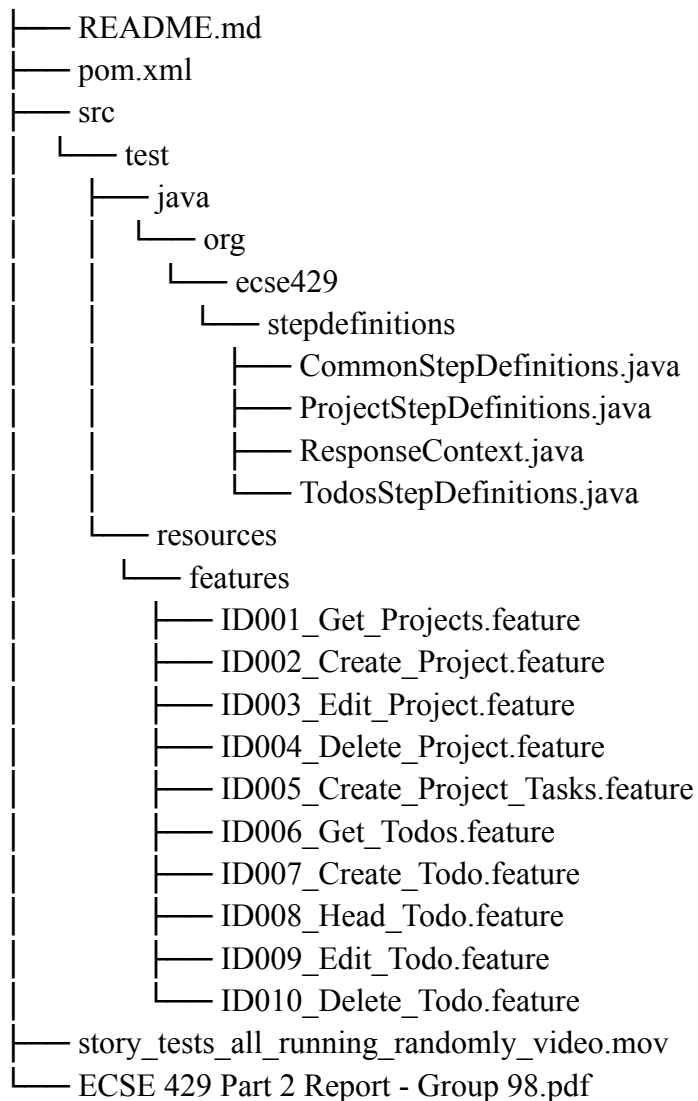 ├── README.md
├── pom.xml
├── src
│   └── test
│       ├── java
│       │   └── org
│       │       └── ecse429
│       │           └── stepdefinitions
│       │               ├── CommonStepDefinitions.java
│       │               ├── ProjectStepDefinitions.java
│       │               ├── ResponseContext.java
│       │               └── TodosStepDefinitions.java
│       └── resources
│           └── features
│               ├── ID001_Get_Projects.feature
│               ├── ID002_Create_Project.feature
│               ├── ID003_Edit_Project.feature
│               ├── ID004_Delete_Project.feature
│               ├── ID005_Create_Project_Tasks.feature
│               ├── ID006_Get_Todos.feature
│               ├── ID007_Create_Todo.feature
│               ├── ID008_Head_Todo.feature
│               ├── ID009_Edit_Todo.feature
│               └── ID010_Delete_Todo.feature
├── story_tests_all_running_randomly_video.mov
└── ECSE 429 Part 2 Report - Group 98.pdf